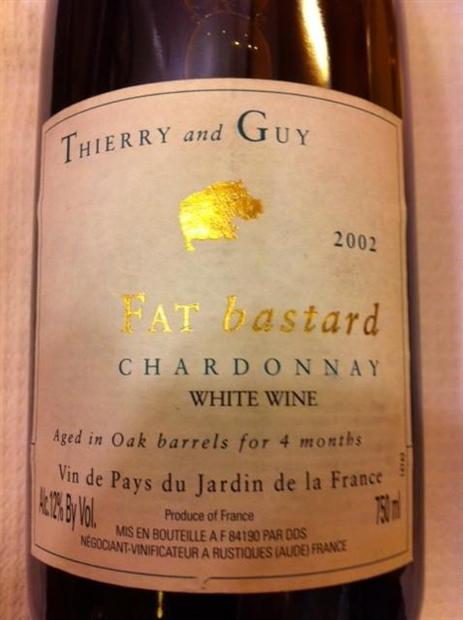 THIERRY and GUY
2002
FAT bastard
CHARDONNAY
WHITE WINE
Aged in Oak barrels for 4 months
Vin de Pays du Jardin de la France
Alc.12% By Vol.
Produce of France
750 ml
MIS EN BOUTEILLE A F 84190 PAR DDS
NÉGOCIANT-VINIFICATEUR A RUSTIQUES (AUDE) FRANCE